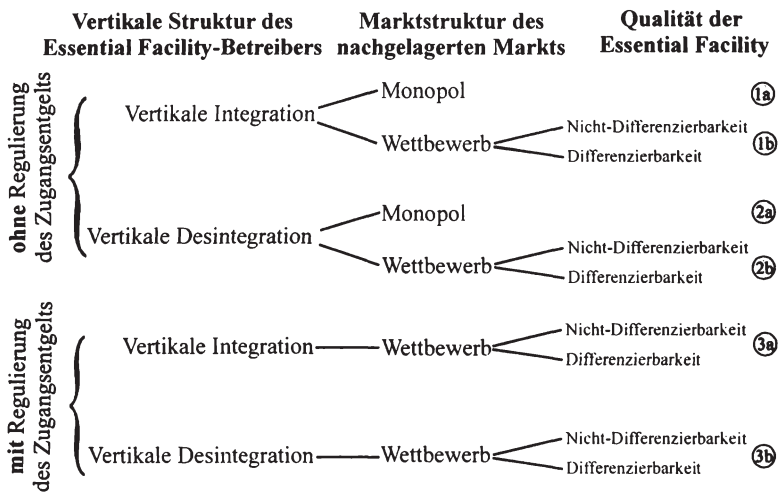 Vertikale Struktur des
Essential Facility-Betreibers
Marktstruktur des
nachgelagerten Markts
Qualität der
Essential Facility
ohne Regulierung
des Zugangsentgelts
Vertikale Integration
Monopol
1a
Wettbewerb
Nicht-Differenzierbarkeit
Differenzierbarkeit
1b
Vertikale Desintegration
Monopol
2a
Wettbewerb
Nicht-Differenzierbarkeit
Differenzierbarkeit
2b
mit Regulierung
des Zugangsentgelts
Vertikale Integration
Wettbewerb
Nicht-Differenzierbarkeit
Differenzierbarkeit
3a
Vertikale Desintegration
Wettbewerb
Nicht-Differenzierbarkeit
Differenzierbarkeit
3b